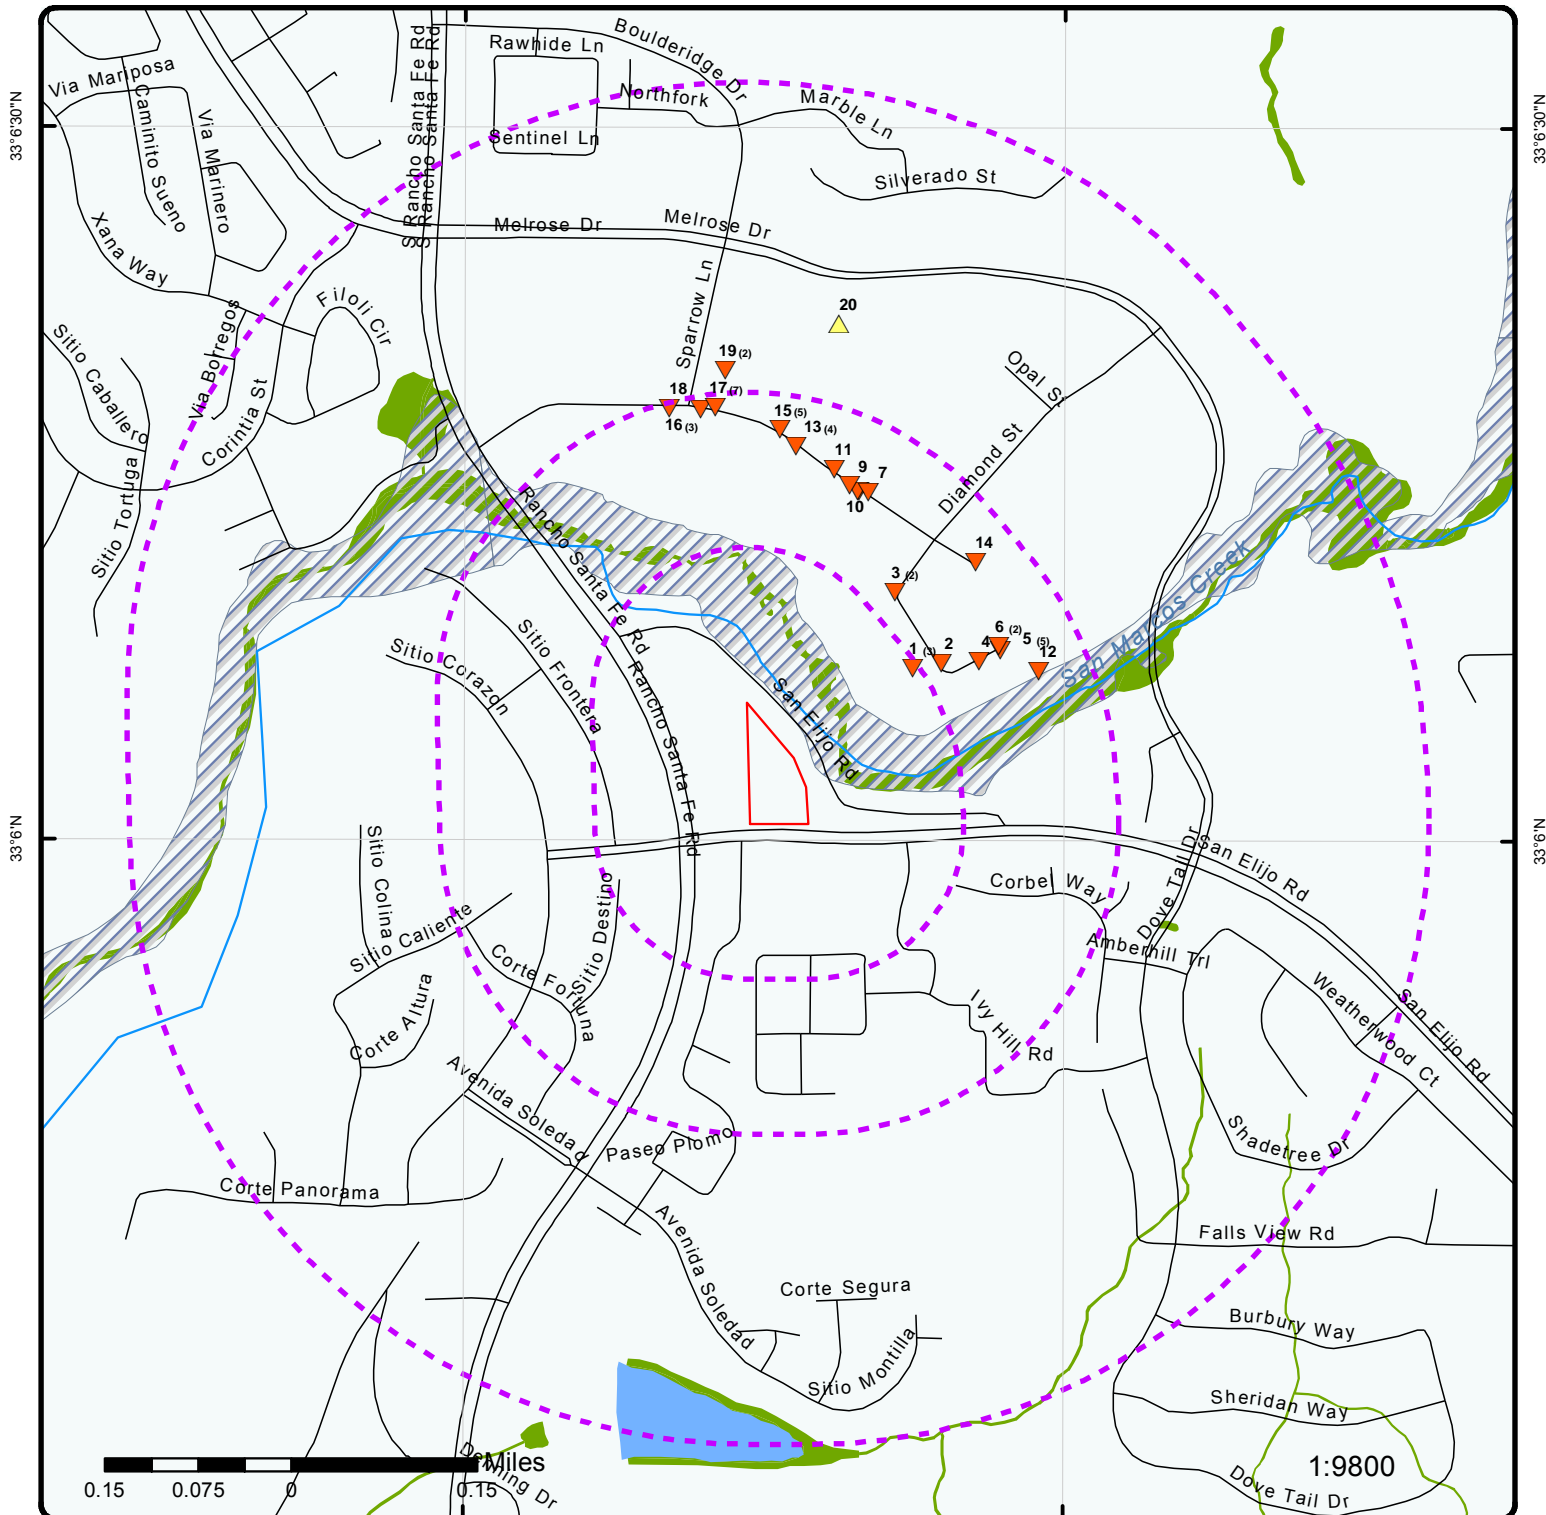 Boulderidge Dr
Rawhide Ln
S Rancho Santa Fe Rd
S Rancho Santa Fe Rd
Via Mariposa
Northfork
Marble Ln
33°6'30"N
33°6'30"N
Caminito Sueno
Via Marinero
Sentinel Ln
Silverado St
Xana Way
Melrose Dr
Melrose Dr
Filoli Cir
Sparrow Ln
20
Via Borregos
Sitio Caballero
19 (2)
Opal St
18
17 (7)
16 (3)
15 (5)
13 (4)
Corintia St
Diamond St
11
9
7
10
Sitio Tortuga
Rancho Santa Fe Rd
14
San Marcos Creek
3 (2)
6 (2)
5 (5)
1 (3)
2
4
12
Sitio Corazon
Sitio Frontera
Rancho Santa Fe Rd
San Elijo Rd
33°6'N
33°6'N
Sitio Colina
San Elijo Rd
Dove Tail Dr
Corbel Way
Sitio Destino
Sitio Caliente
Corte Fortuna
Amberhill Trl
Corte Altura
Ivy Hill Rd
Weatherwood Ct
San Elijo Rd
Avenida Soledad
Paseo Plomo
Shadetree Dr
Corte Panorama
Avenida Soledad
Falls View Rd
Corte Segura
Burbury Way
Sitio Montilla
Sheridan Way
Denning Dr
Miles
1:9800
0.15
0.075
0
0.15
Dove Tail Dr